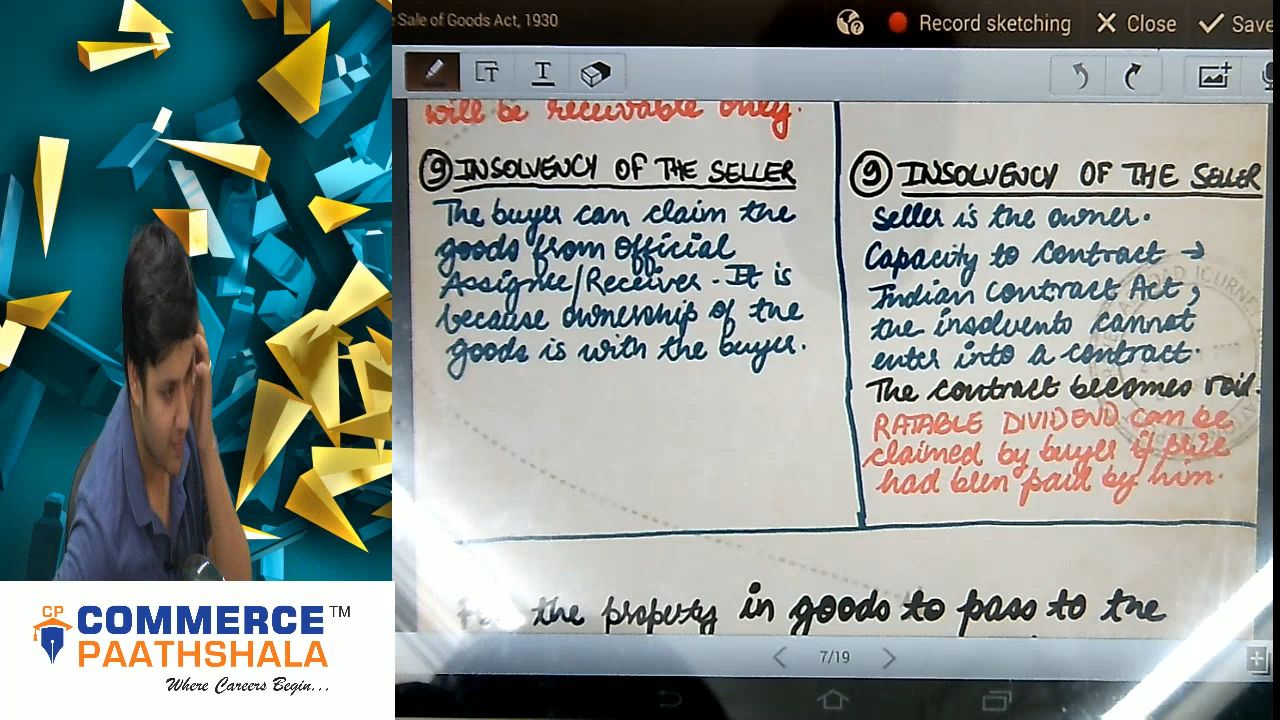 Sale of Goods Act, 1930
Record sketching
Close
Save
will be receivable only.
9 INSOLVENCY OF THE SELLER
The buyer can claim the
goods from Official
Assignee/Receiver. It is
because ownership of the
goods is with the buyer.
9 INSOLVENCY OF THE SELLER
Seller is the owner.
Capacity to contract →
Indian Contract Act,
the insolvents cannot
enter into a contract.
The contract becomes void.
RATABLE DIVIDEND can be
claimed by buyer if price
had been paid by him.
the property in goods to pass to the
7/19
CP
COMMERCE TM
PAATHSHALA
Where Careers Begin...